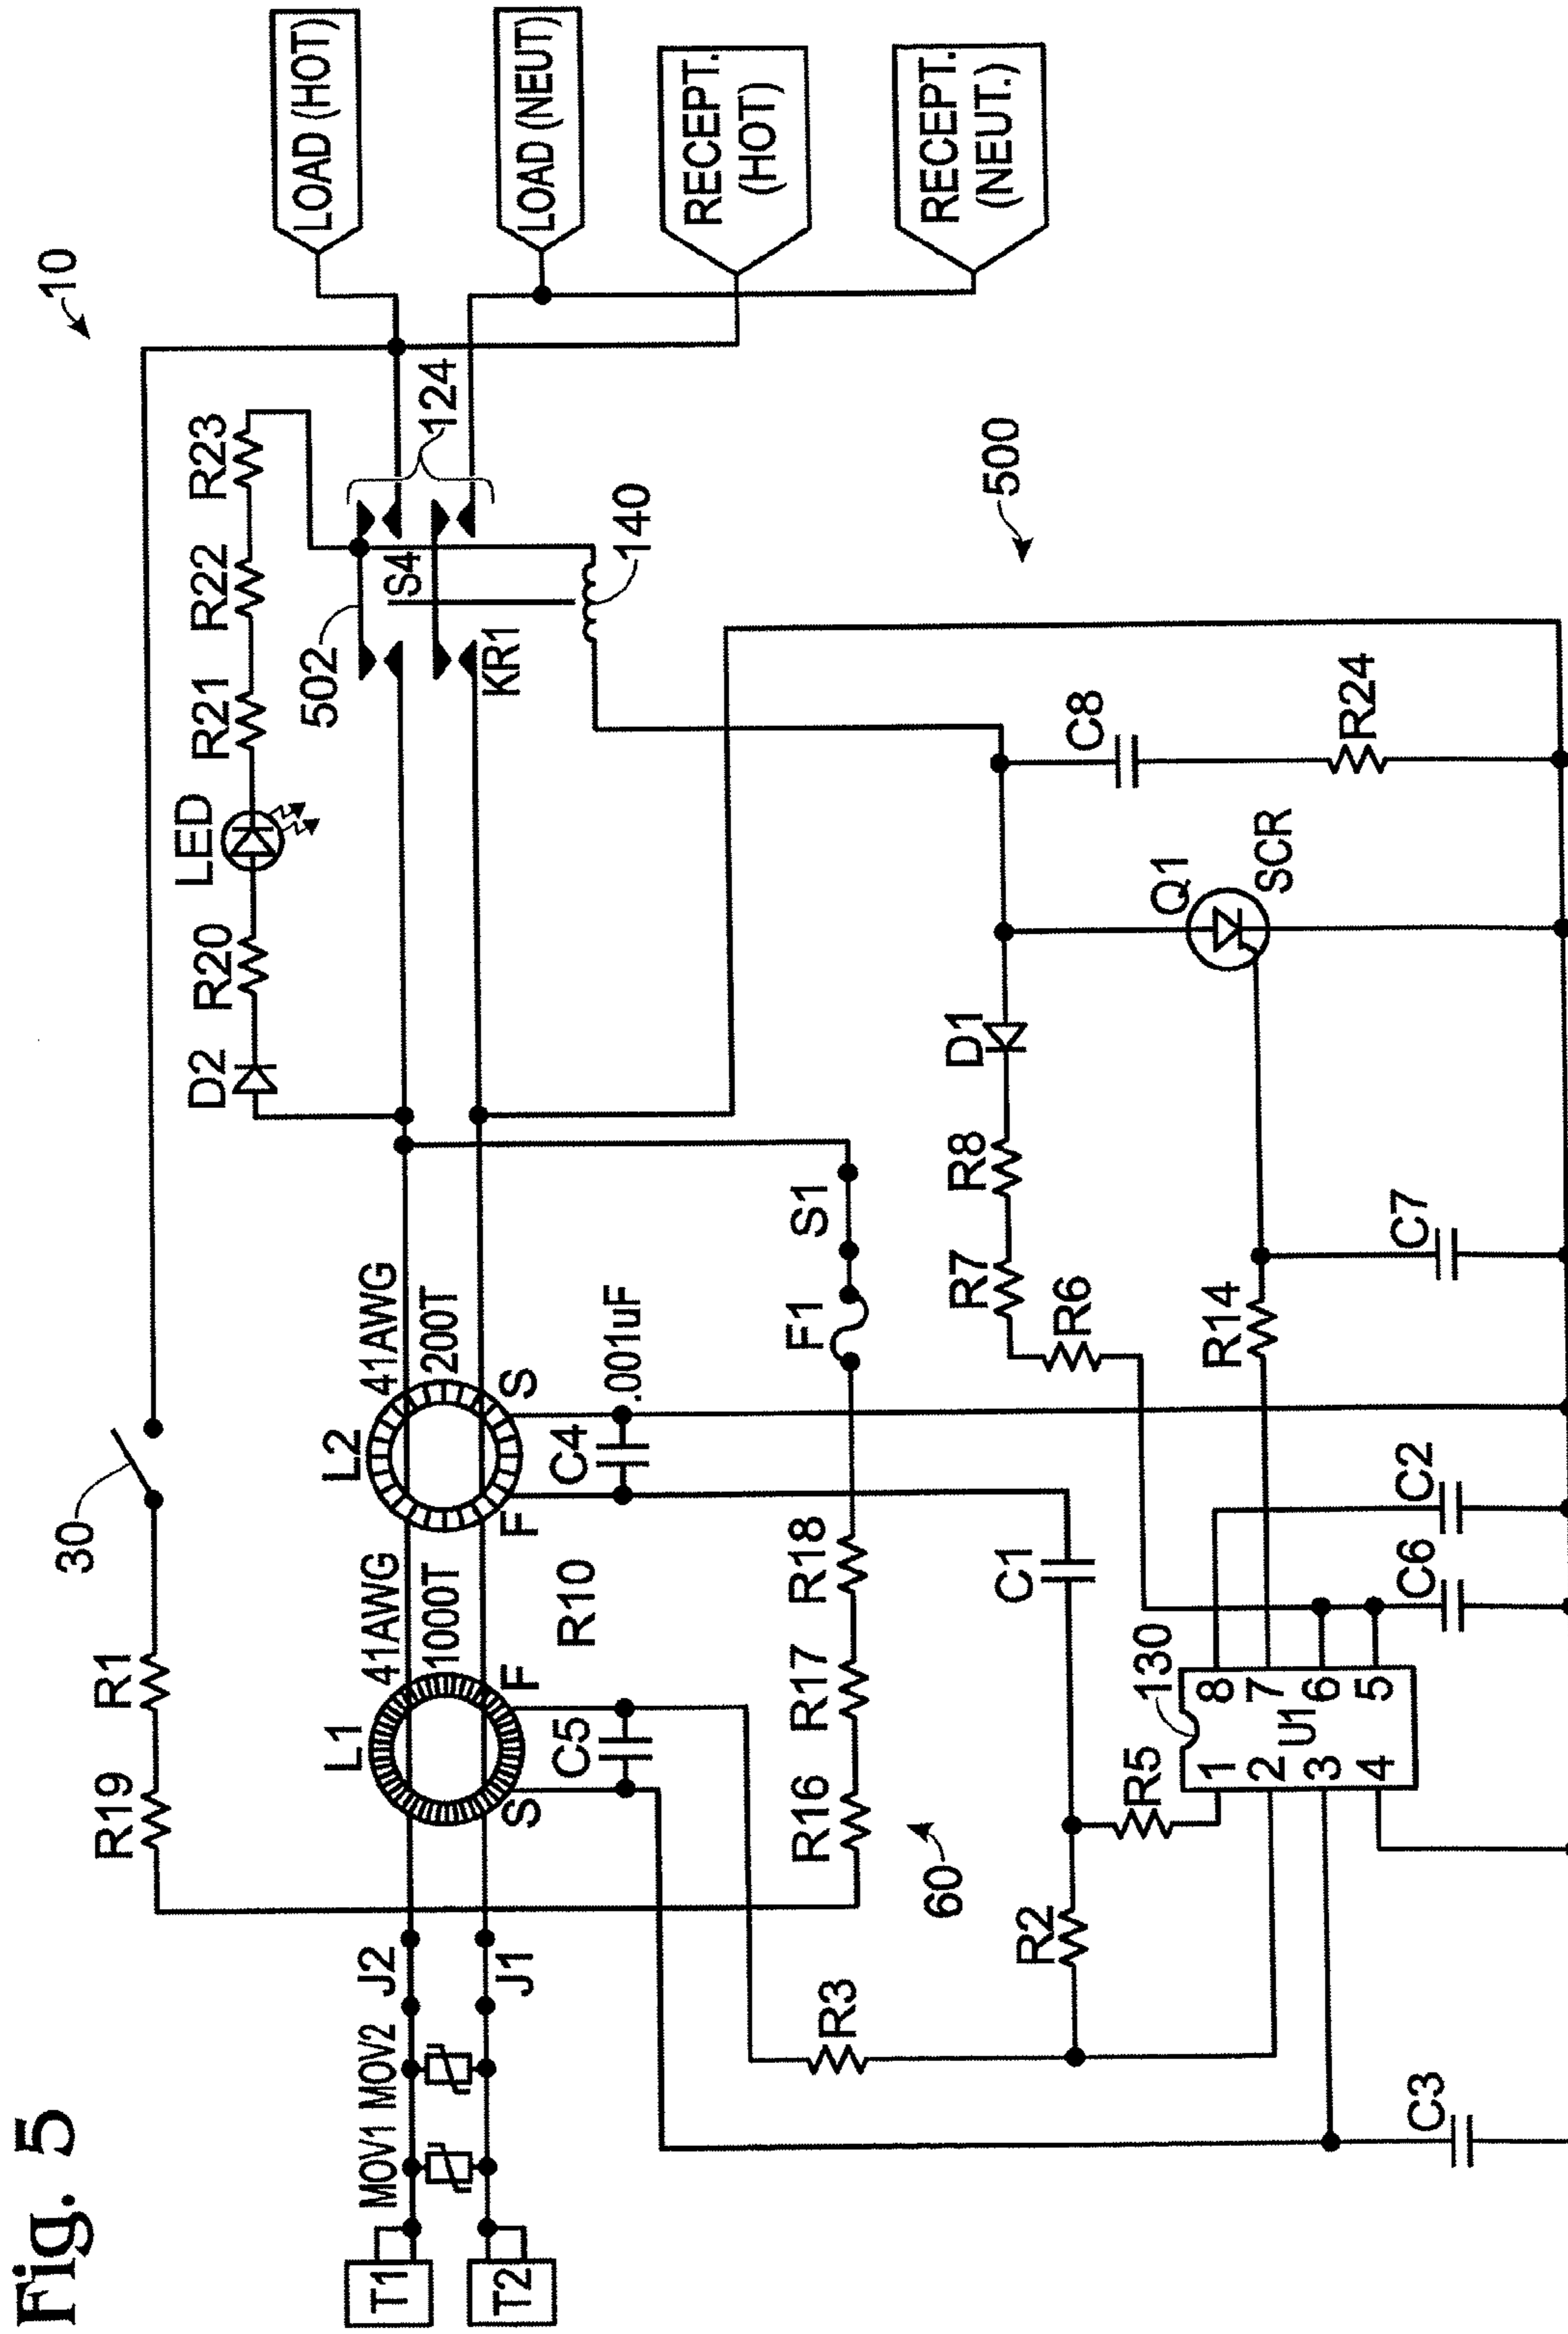 Fig. 5
10
30
R19
R1
D2
R20
LED
R21
R22
R23
LOAD (HOT)
T1
MOV1
MOV2
J2
L1
41AWG
1000T
L2
41AWG
200T
502
S4
124
T2
J1
S
F
F
S
KR1
LOAD (NEUT)
C5
R10
C4
.001uF
140
RECEPT.
(HOT)
R16
R17
R18
F1
S1
60
RECEPT.
(NEUT.)
500
R3
R2
C1
R7
R8
D1
C8
R5
130
R6
Q1
SCR
1
2
3
4
U1
8
7
6
5
R14
R24
C3
C6
C2
C7